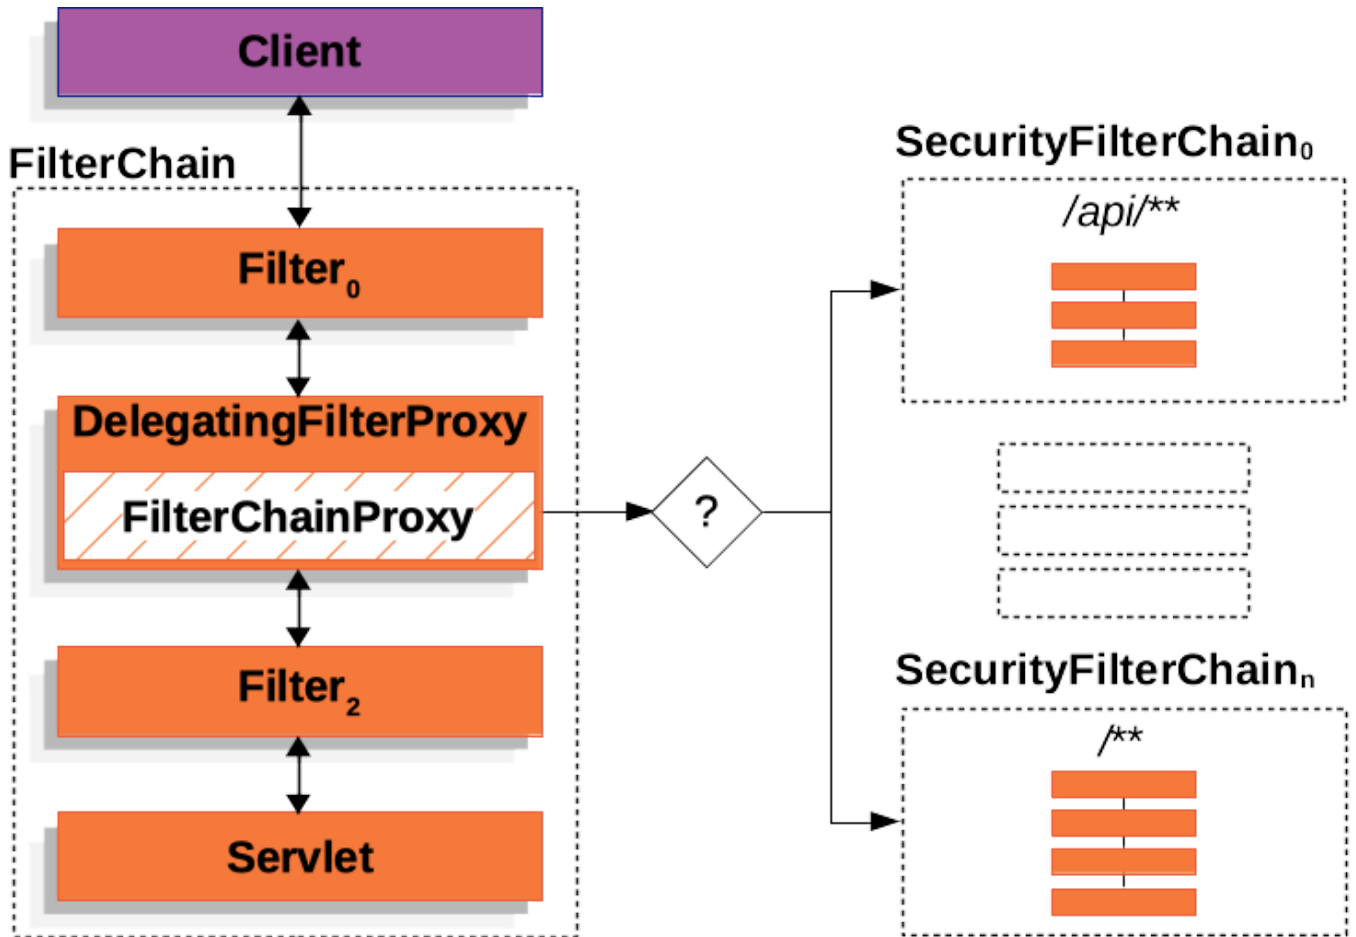 Client
FilterChain
Filter0
DelegatingFilterProxy
FilterChainProxy
Filter2
Servlet
?
SecurityFilterChain0
/api/**
SecurityFilterChainn
/**